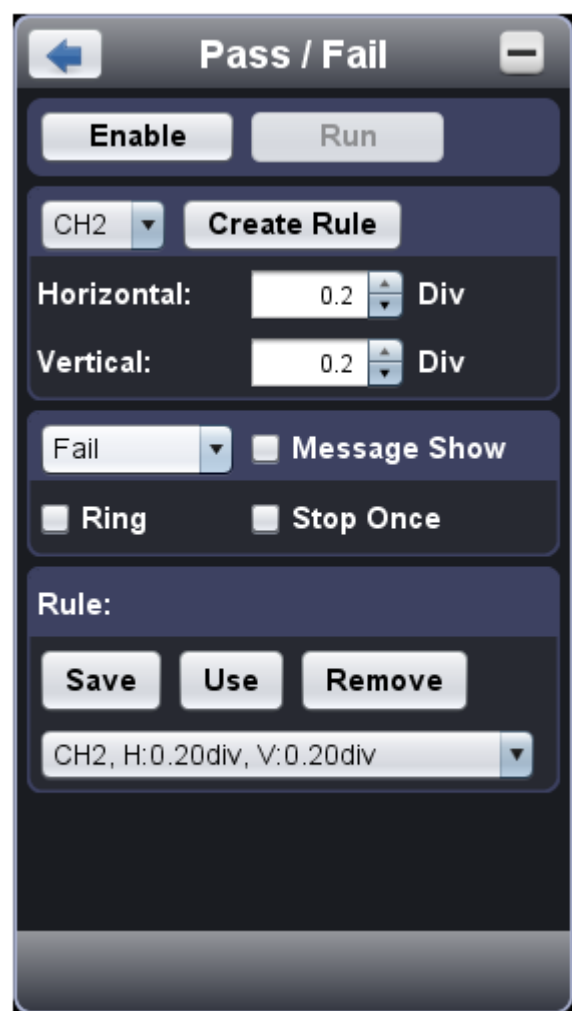 Pass / Fail
Enable Run
CH2 Create Rule
Horizontal: 0.2 Div
Vertical: 0.2 Div
Fail Message Show
Ring Stop Once
Rule:
Save Use Remove
CH2, H:0.20div, V:0.20div